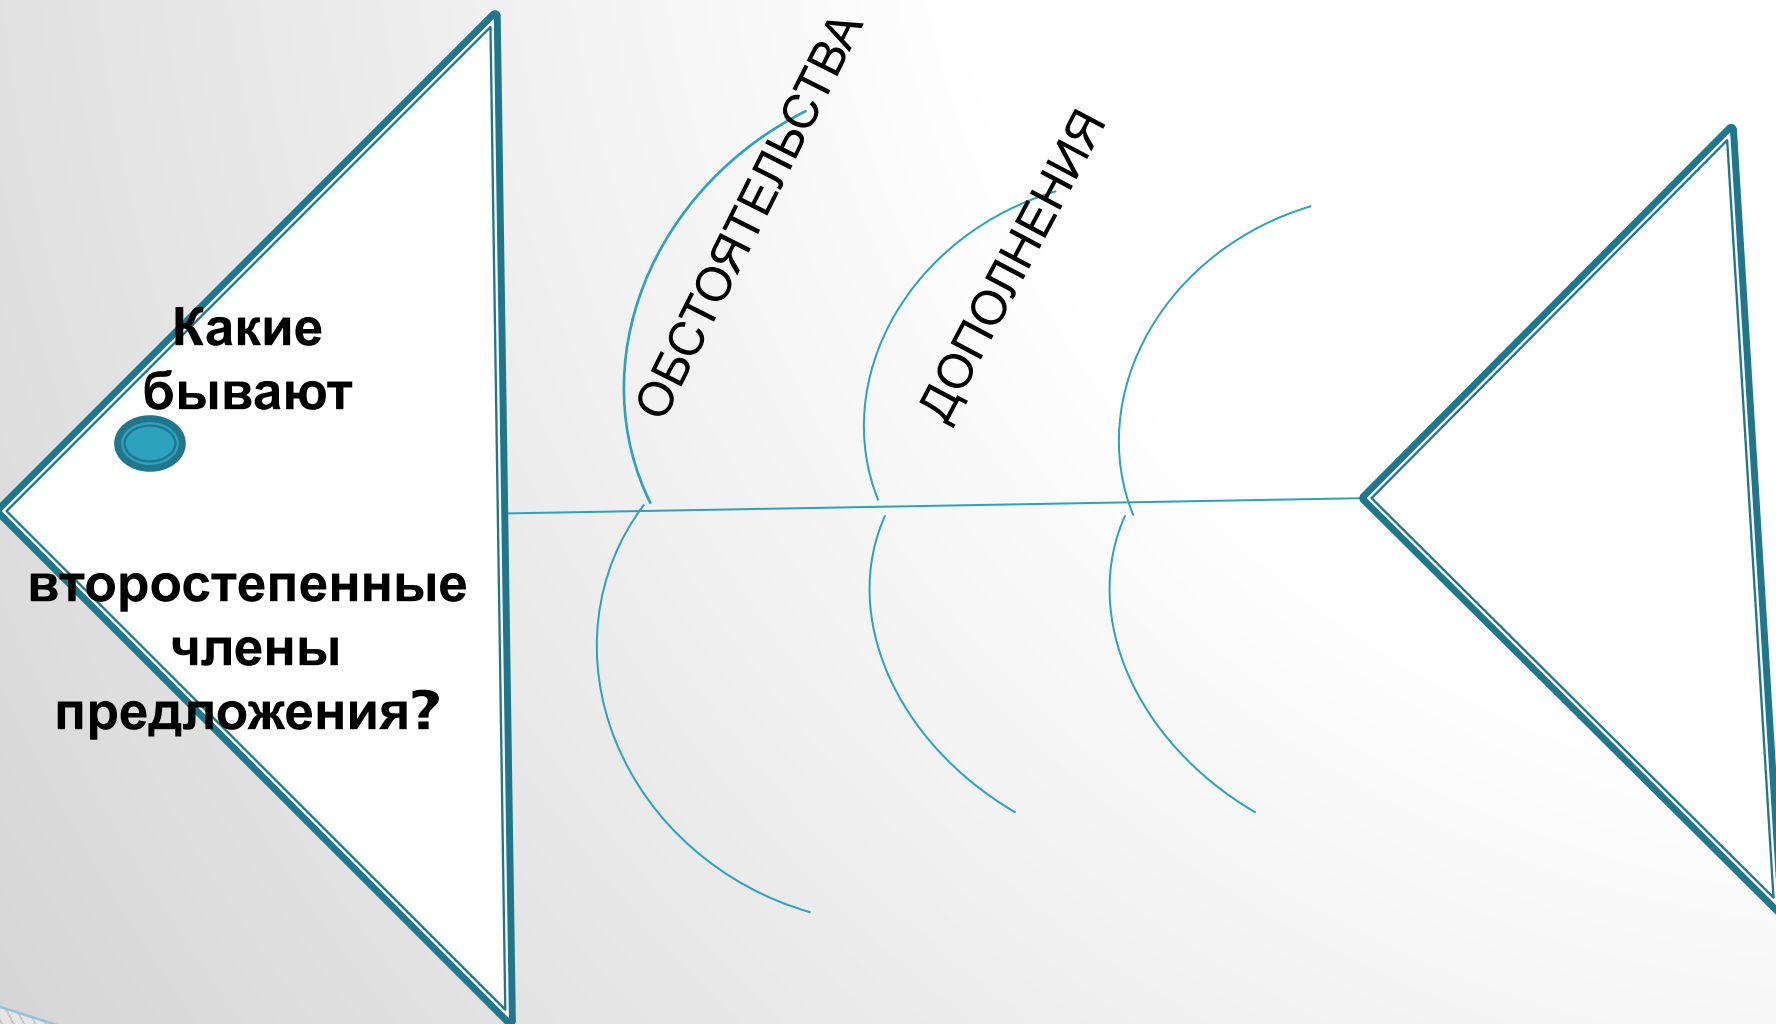 Какие
бывают
второстепенные
члены
предложения?
ОБСТОЯТЕЛЬСТВА
ДОПОЛНЕНИЯ